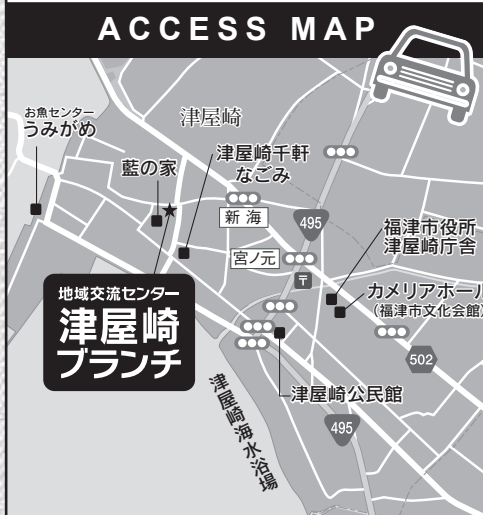 ACCESS MAP
お魚センター
うみがめ
津屋崎
藍の家
津屋崎千軒
なごみ
新海
495
宮ノ元
〒
福津市役所
津屋崎庁舎
カメリアホール
(福津市文化会館)
地域交流センター
津屋崎
ブランチ
502
津屋崎公民館
津屋崎海水浴場
495